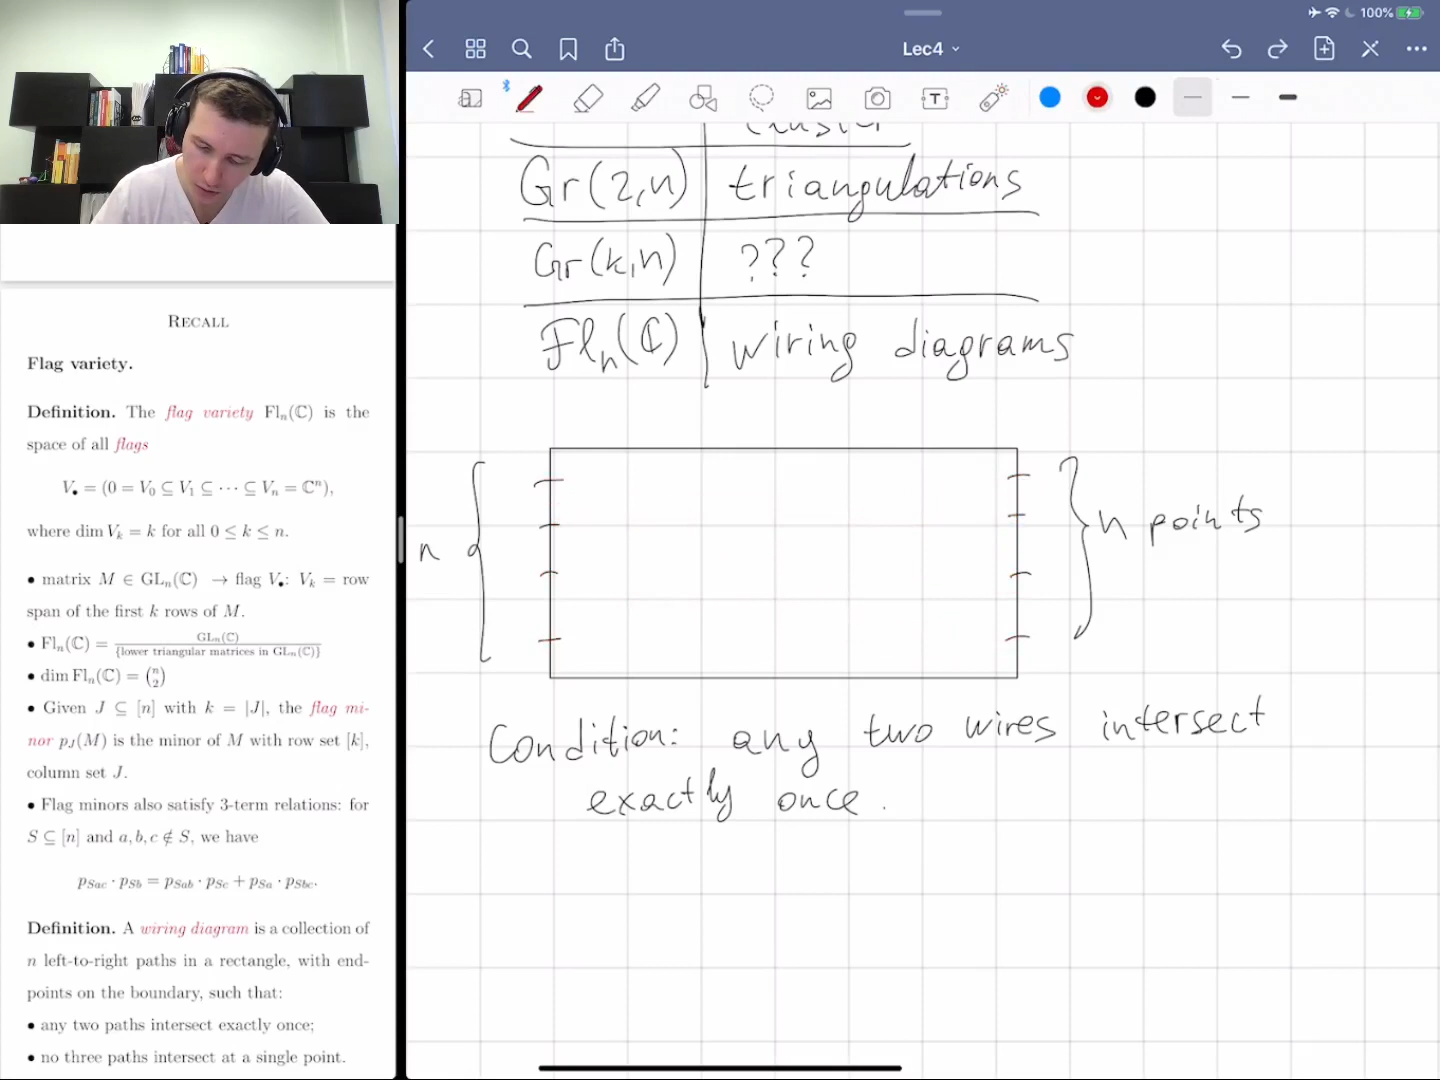 100%
Lec4
T
cluster
Gr(2,n) | triangulations
Gr(k,n) | ???
Fl_n(ℂ) | wiring diagrams
n
n points
Condition: any two wires intersect
exactly once.
RECALL
Flag variety.
Definition. The flag variety Fl_n(ℂ) is the
space of all flags
V_• = (0 = V_0 ⊆ V_1 ⊆ ··· ⊆ V_n = ℂ^n),
where dim V_k = k for all 0 ≤ k ≤ n.
• matrix M ∈ GL_n(ℂ) → flag V_•: V_k = row
span of the first k rows of M.
• Fl_n(ℂ) = GL_n(ℂ) / {lower triangular matrices in GL_n(ℂ)}
• dim Fl_n(ℂ) = (n 2)
• Given J ⊆ [n] with k = |J|, the flag mi-
nor p_J(M) is the minor of M with row set [k],
column set J.
• Flag minors also satisfy 3-term relations: for
S ⊆ [n] and a, b, c ∉ S, we have
p_Sac · p_Sb = p_Sab · p_Sc + p_Sa · p_Sbc.
Definition. A wiring diagram is a collection of
n left-to-right paths in a rectangle, with end-
points on the boundary, such that:
• any two paths intersect exactly once;
• no three paths intersect at a single point.